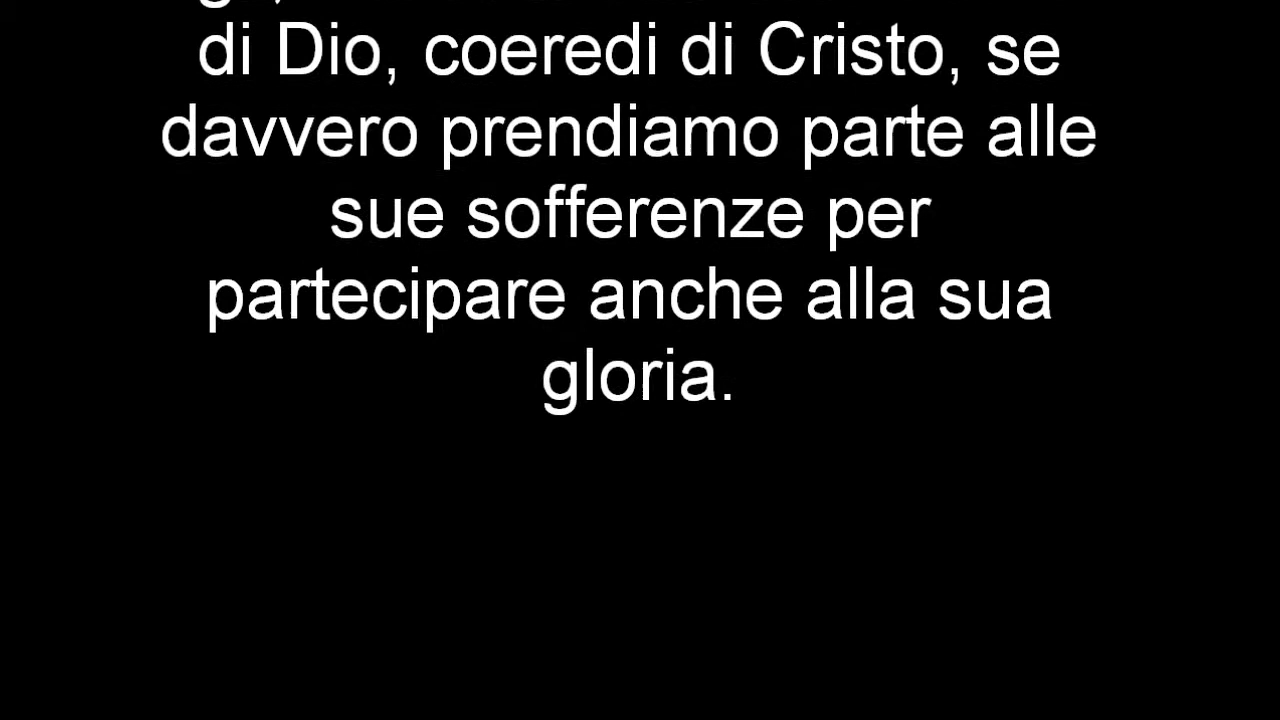 di Dio, coeredi di Cristo, se
davvero prendiamo parte alle
sue sofferenze per
partecipare anche alla sua
gloria.